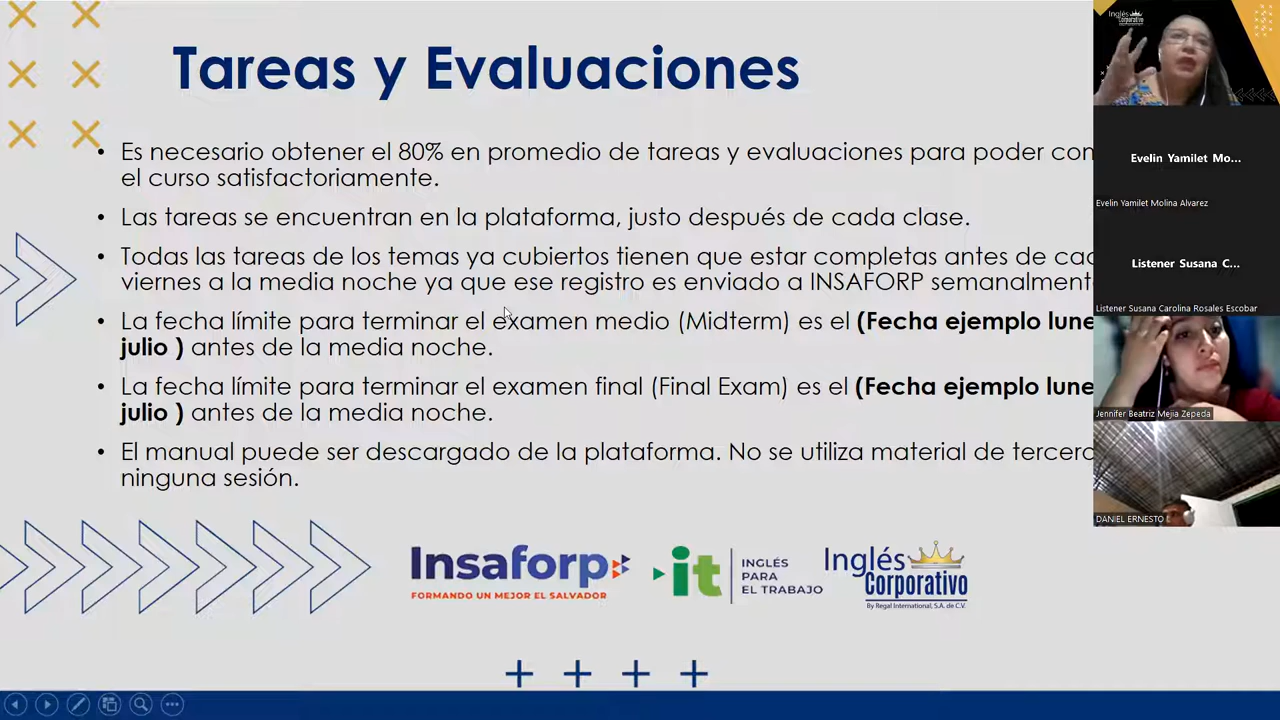 Tareas y Evaluaciones
• Es necesario obtener el 80% en promedio de tareas y evaluaciones para poder com
el curso satisfactoriamente.
• Las tareas se encuentran en la plataforma, justo después de cada clase.
• Todas las tareas de los temas ya cubiertos tienen que estar completas antes de cad
viernes a la media noche ya que ese registro es enviado a INSAFORP semanalment
• La fecha límite para terminar el examen medio (Midterm) es el (Fecha ejemplo lune
julio ) antes de la media noche.
• La fecha límite para terminar el examen final (Final Exam) es el (Fecha ejemplo lune
julio ) antes de la media noche.
• El manual puede ser descargado de la plataforma. No se utiliza material de tercero
ninguna sesión.
Insaforp
FORMANDO UN MEJOR EL SALVADOR
it
INGLÉS
PARA
EL TRABAJO
Inglés
Corporativo
By Regal International, S.A. de C.V.
Inglés
Corporativo
Evelin Yamilet Mo...
Evelin Yamilet Molina Alvarez
Listener Susana C...
Listener Susana Carolina Rosales Escobar
Jennifer Beatriz Mejia Zepeda
DANIEL ERNESTO